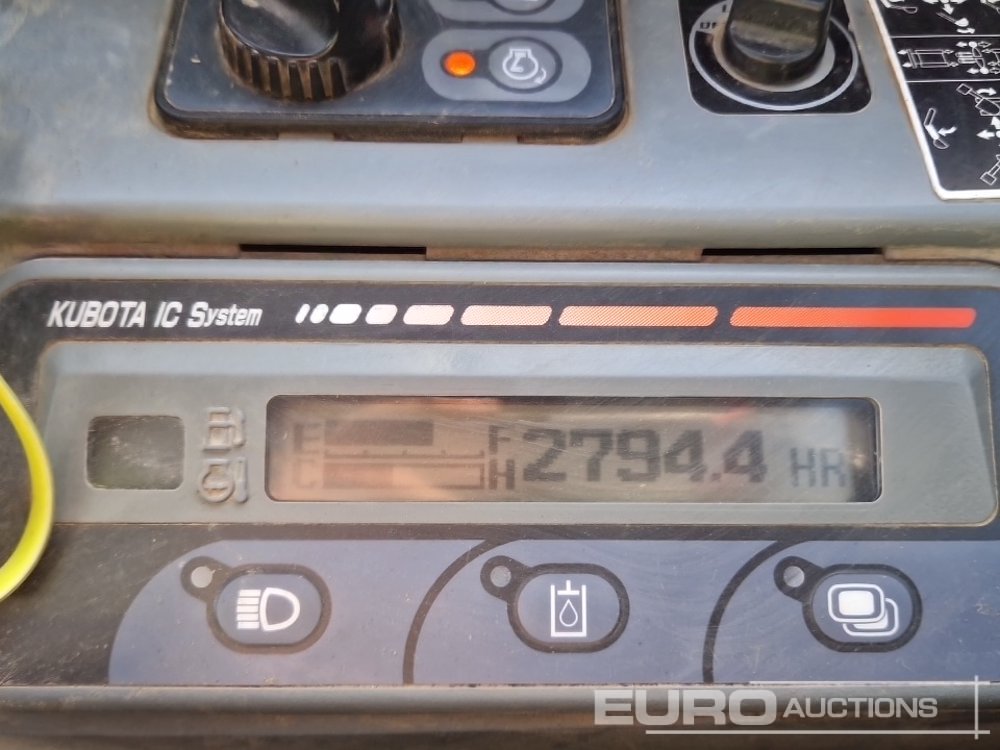 KUBOTA IC System
E F 2794.4 HR
C H
EURO AUCTIONS